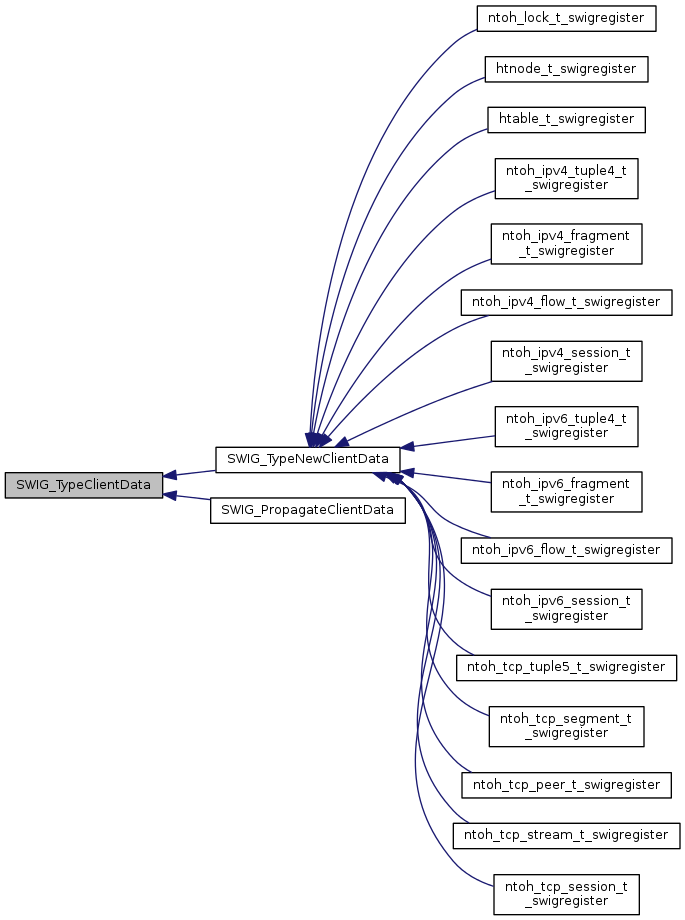 ntoh_lock_t_swigregister
htnode_t_swigregister
htable_t_swigregister
ntoh_ipv4_tuple4_t
_swigregister
ntoh_ipv4_fragment
_t_swigregister
ntoh_ipv4_flow_t_swigregister
ntoh_ipv4_session_t
_swigregister
ntoh_ipv6_tuple4_t
_swigregister
SWIG_TypeNewClientData
SWIG_TypeClientData
ntoh_ipv6_fragment
_t_swigregister
SWIG_PropagateClientData
ntoh_ipv6_flow_t_swigregister
ntoh_ipv6_session_t
_swigregister
ntoh_tcp_tuple5_t_swigregister
ntoh_tcp_segment_t
_swigregister
ntoh_tcp_peer_t_swigregister
ntoh_tcp_stream_t_swigregister
ntoh_tcp_session_t
_swigregister